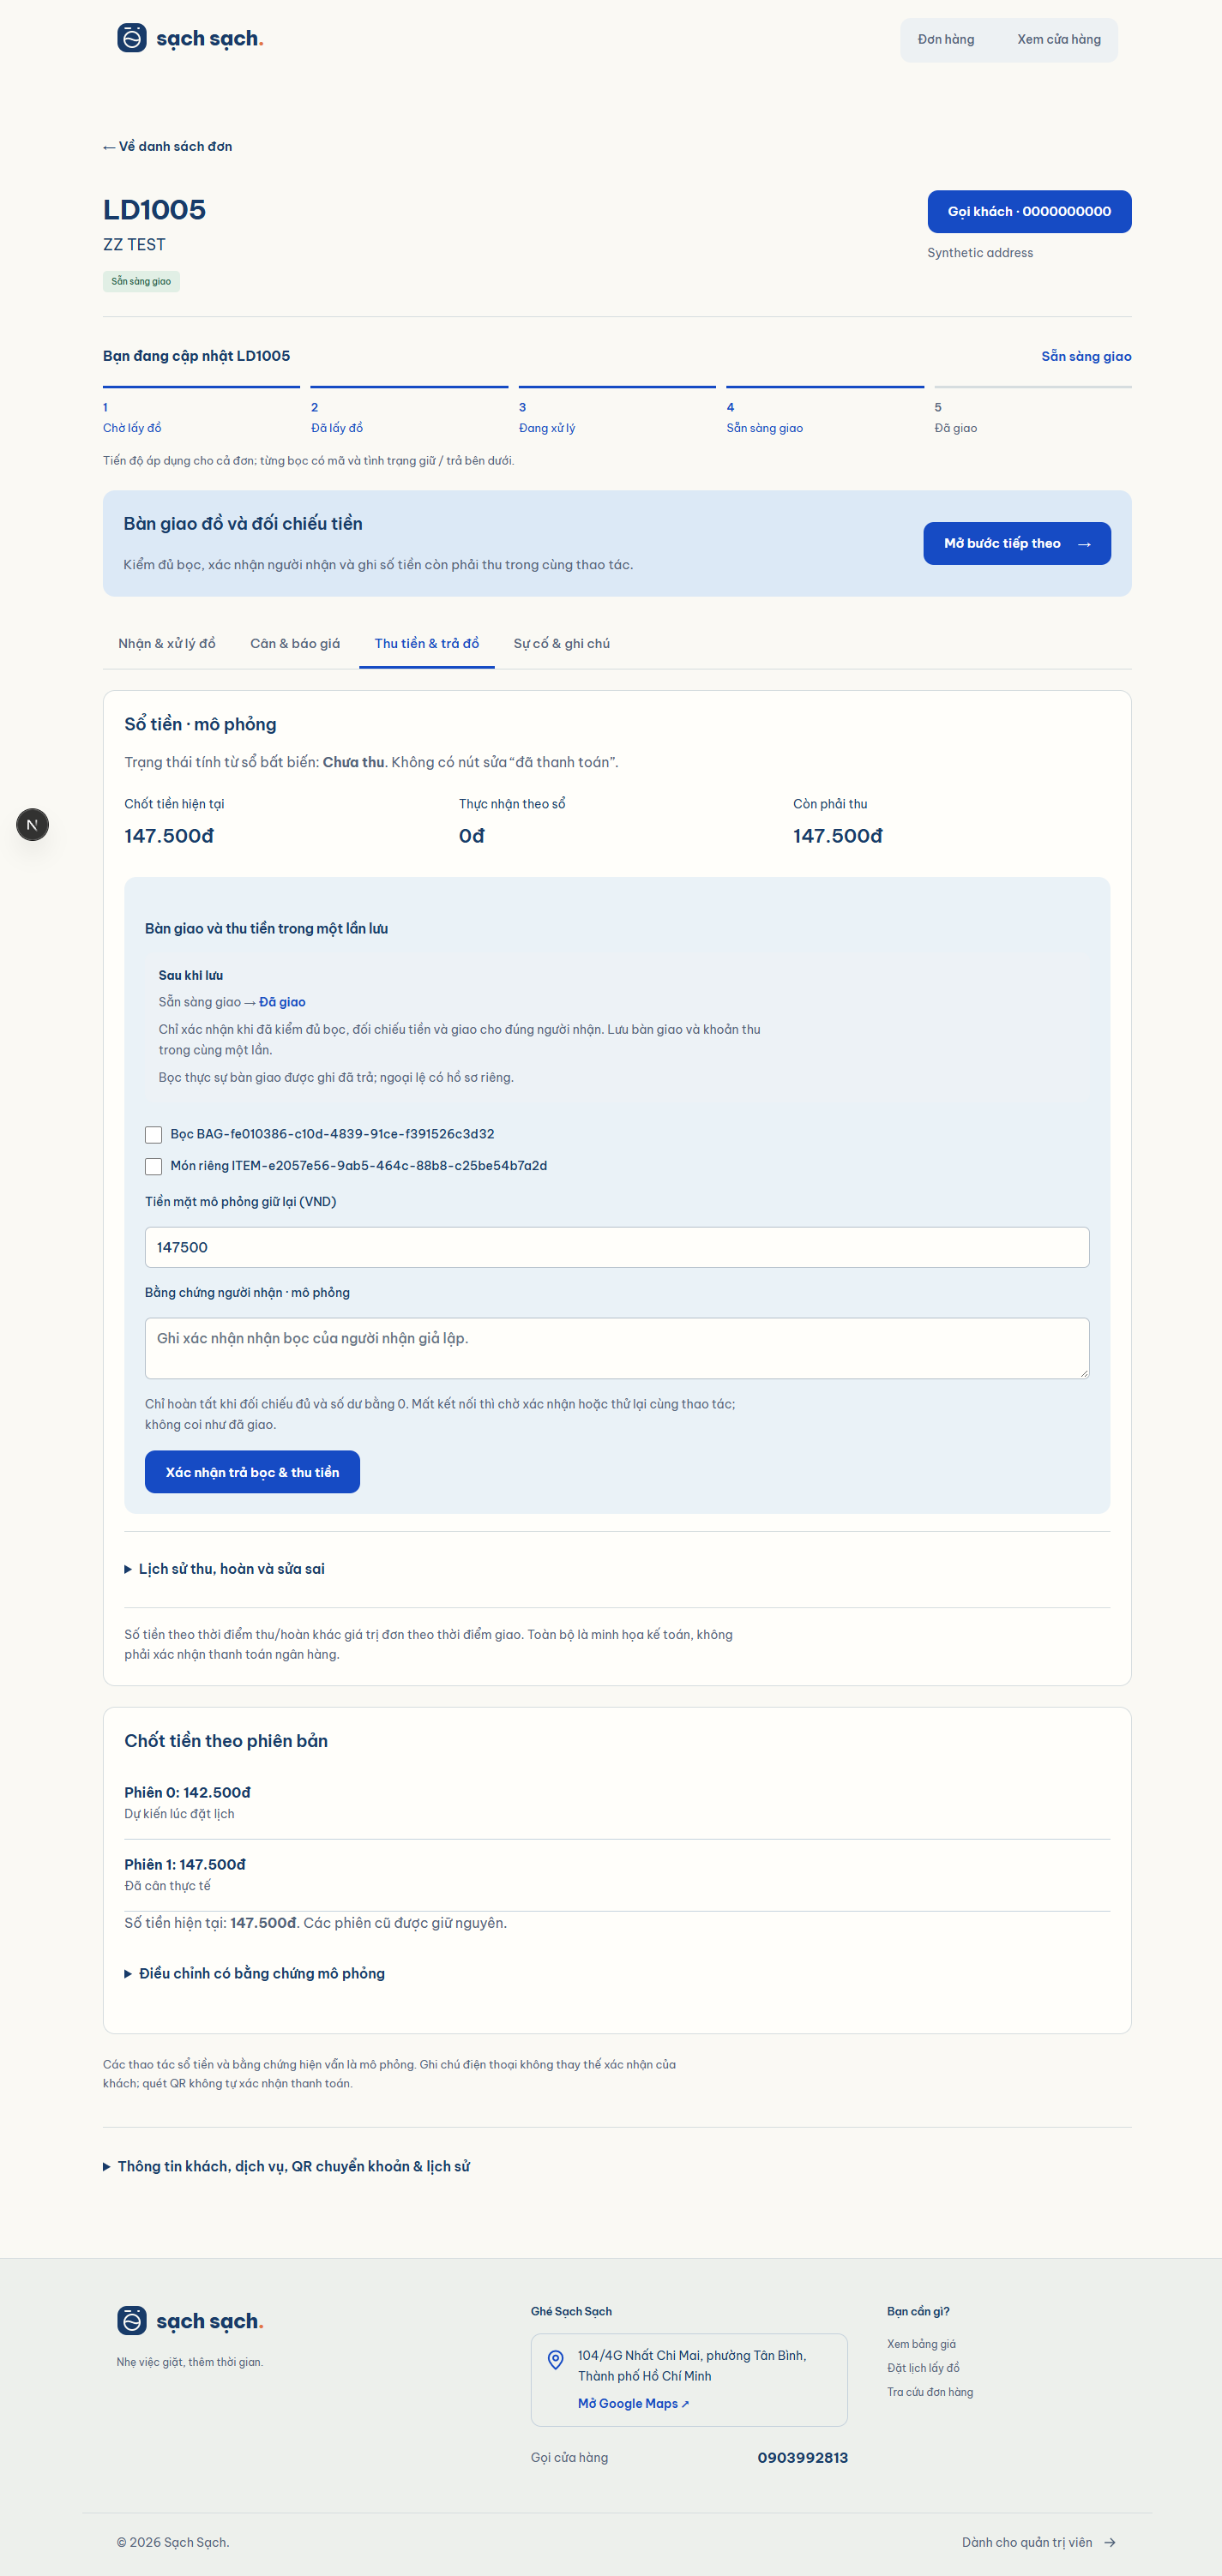 sạch sạch.
Đơn hàng
Xem cửa hàng
← Về danh sách đơn
LD1005
Gọi khách · 0000000000
ZZ TEST
Synthetic address
Sẵn sàng giao
Bạn đang cập nhật LD1005
Sẵn sàng giao
1
Chờ lấy đồ
2
Đã lấy đồ
3
Đang xử lý
4
Sẵn sàng giao
5
Đã giao
Tiến độ áp dụng cho cả đơn; từng bọc có mã và tình trạng giữ / trả bên dưới.
Bàn giao đồ và đối chiếu tiền
Kiểm đủ bọc, xác nhận người nhận và ghi số tiền còn phải thu trong cùng thao tác.
Mở bước tiếp theo →
Nhận & xử lý đồ
Cân & báo giá
Thu tiền & trả đồ
Sự cố & ghi chú
Sổ tiền · mô phỏng
Trạng thái tính từ sổ bất biến: Chưa thu. Không có nút sửa “đã thanh toán”.
Chốt tiền hiện tại
147.500đ
Thực nhận theo sổ
0đ
Còn phải thu
147.500đ
N
Bàn giao và thu tiền trong một lần lưu
Sau khi lưu
Sẵn sàng giao → Đã giao
Chỉ xác nhận khi đã kiểm đủ bọc, đối chiếu tiền và giao cho đúng người nhận. Lưu bàn giao và khoản thu
trong cùng một lần.
Bọc thực sự bàn giao được ghi đã trả; ngoại lệ có hồ sơ riêng.
Bọc BAG-fe010386-c10d-4839-91ce-f391526c3d32
Món riêng ITEM-e2057e56-9ab5-464c-88b8-c25be54b7a2d
Tiền mặt mô phỏng giữ lại (VND)
147500
Bằng chứng người nhận · mô phỏng
Ghi xác nhận nhận bọc của người nhận giả lập.
Chỉ hoàn tất khi đối chiếu đủ và số dư bằng 0. Mất kết nối thì chờ xác nhận hoặc thử lại cùng thao tác;
không coi như đã giao.
Xác nhận trả bọc & thu tiền
▶ Lịch sử thu, hoàn và sửa sai
Số tiền theo thời điểm thu/hoàn khác giá trị đơn theo thời điểm giao. Toàn bộ là minh họa kế toán, không
phải xác nhận thanh toán ngân hàng.
Chốt tiền theo phiên bản
Phiên 0: 142.500đ
Dự kiến lúc đặt lịch
Phiên 1: 147.500đ
Đã cân thực tế
Số tiền hiện tại: 147.500đ. Các phiên cũ được giữ nguyên.
▶ Điều chỉnh có bằng chứng mô phỏng
Các thao tác sổ tiền và bằng chứng hiện vẫn là mô phỏng. Ghi chú điện thoại không thay thế xác nhận của
khách; quét QR không tự xác nhận thanh toán.
▶ Thông tin khách, dịch vụ, QR chuyển khoản & lịch sử
sạch sạch.
Nhẹ việc giặt, thêm thời gian.
Ghé Sạch Sạch
104/4G Nhất Chi Mai, phường Tân Bình,
Thành phố Hồ Chí Minh
Mở Google Maps ↗
Gọi cửa hàng
0903992813
Bạn cần gì?
Xem bảng giá
Đặt lịch lấy đồ
Tra cứu đơn hàng
© 2026 Sạch Sạch.
Dành cho quản trị viên →